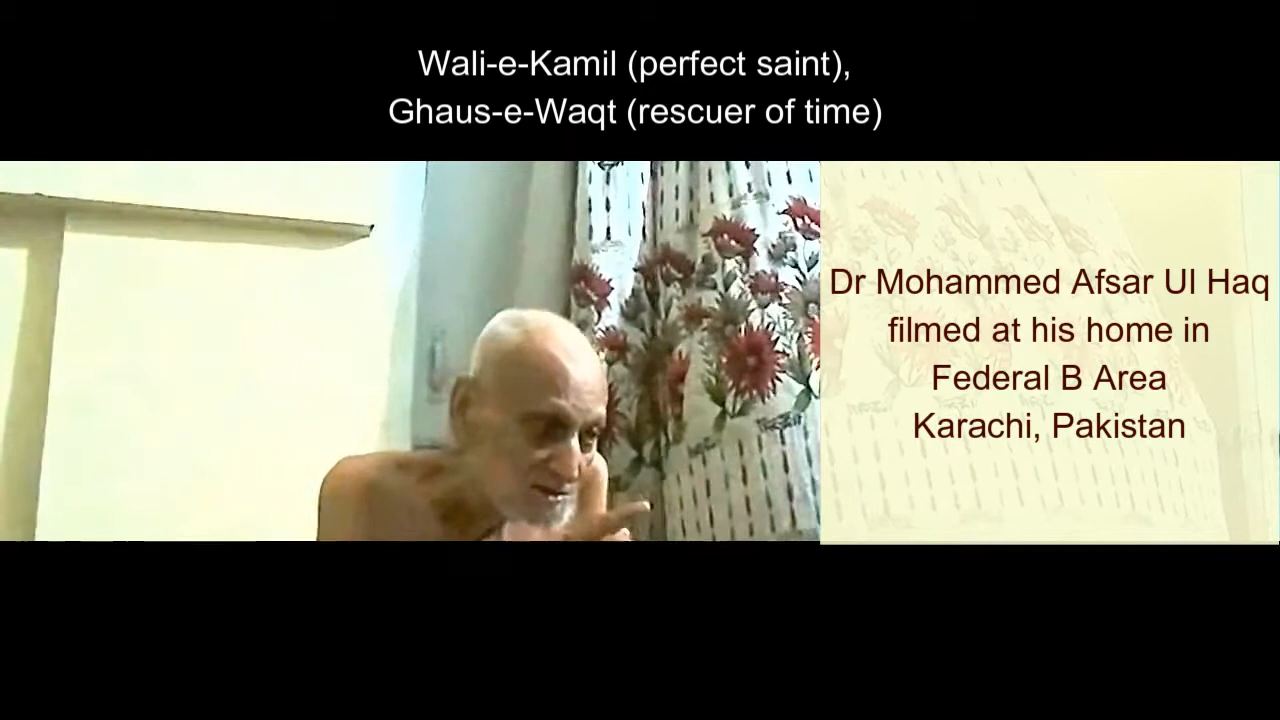 Wali-e-Kamil (perfect saint),
Ghaus-e-Waqt (rescuer of time)
Dr Mohammed Afsar Ul Haq
filmed at his home in
Federal B Area
Karachi, Pakistan